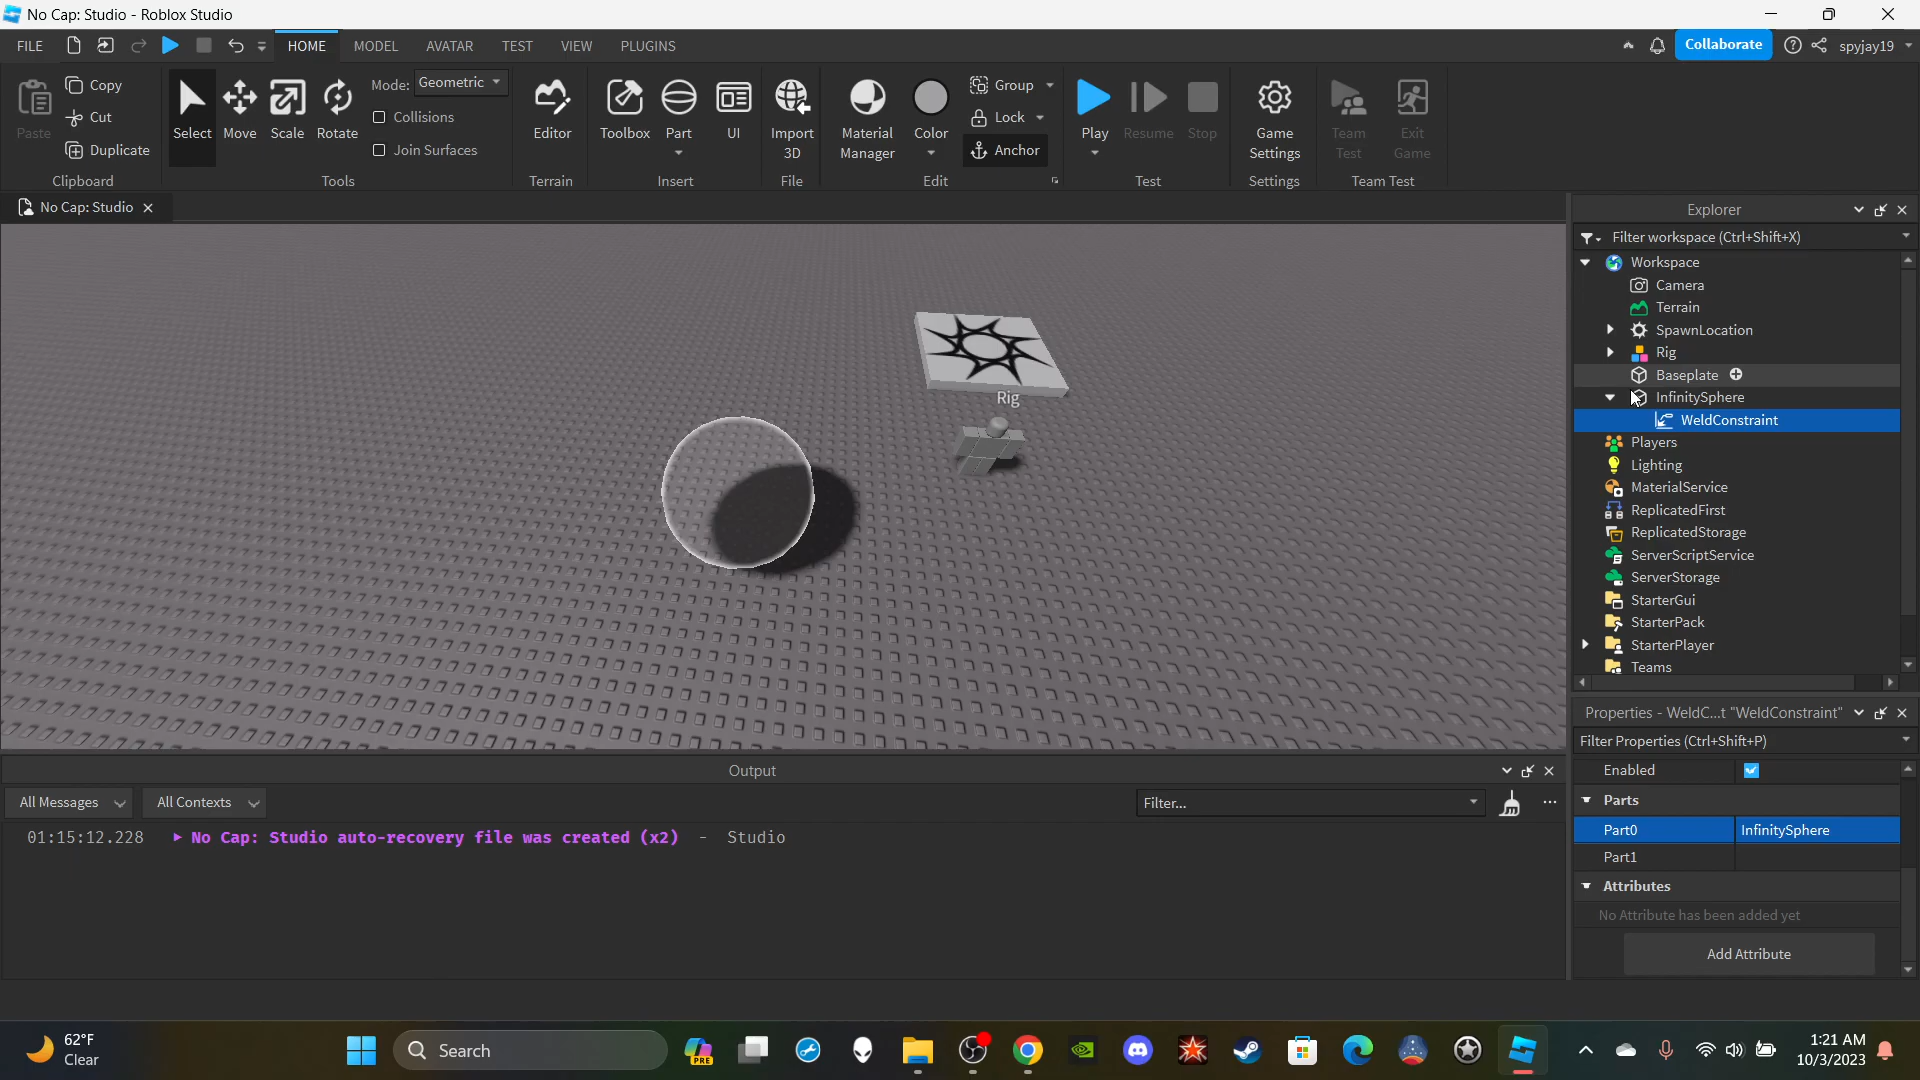 No Cap: Studio - Roblox Studio
FILE HOME MODEL AVATAR TEST VIEW PLUGINS Collaborate spyjay19
Paste Copy Cut Duplicate
Clipboard
Select Move Scale Rotate
Mode: Geometric
Collisions
Join Surfaces
Tools
Editor
Terrain
Toolbox Part UI
Insert
Import 3D
File
Material Manager Color
Group
Lock
Anchor
Edit
Play Resume Stop
Test
Game Settings
Settings
Team Test Exit Game
Team Test
No Cap: Studio
Rig
Explorer
Filter workspace (Ctrl+Shift+X)
Workspace
Camera
Terrain
SpawnLocation
Rig
Baseplate
InfinitySphere
WeldConstraint
Players
Lighting
MaterialService
ReplicatedFirst
ReplicatedStorage
ServerScriptService
ServerStorage
StarterGui
StarterPack
StarterPlayer
Teams
Properties - WeldC...t "WeldConstraint"
Filter Properties (Ctrl+Shift+P)
Enabled
Parts
Part0 InfinitySphere
Part1
Attributes
No Attribute has been added yet
Add Attribute
Output
All Messages All Contexts Filter...
01:15:12.228 No Cap: Studio auto-recovery file was created (x2) - Studio
62°F
Clear
Search
PRE
1:21 AM
10/3/2023